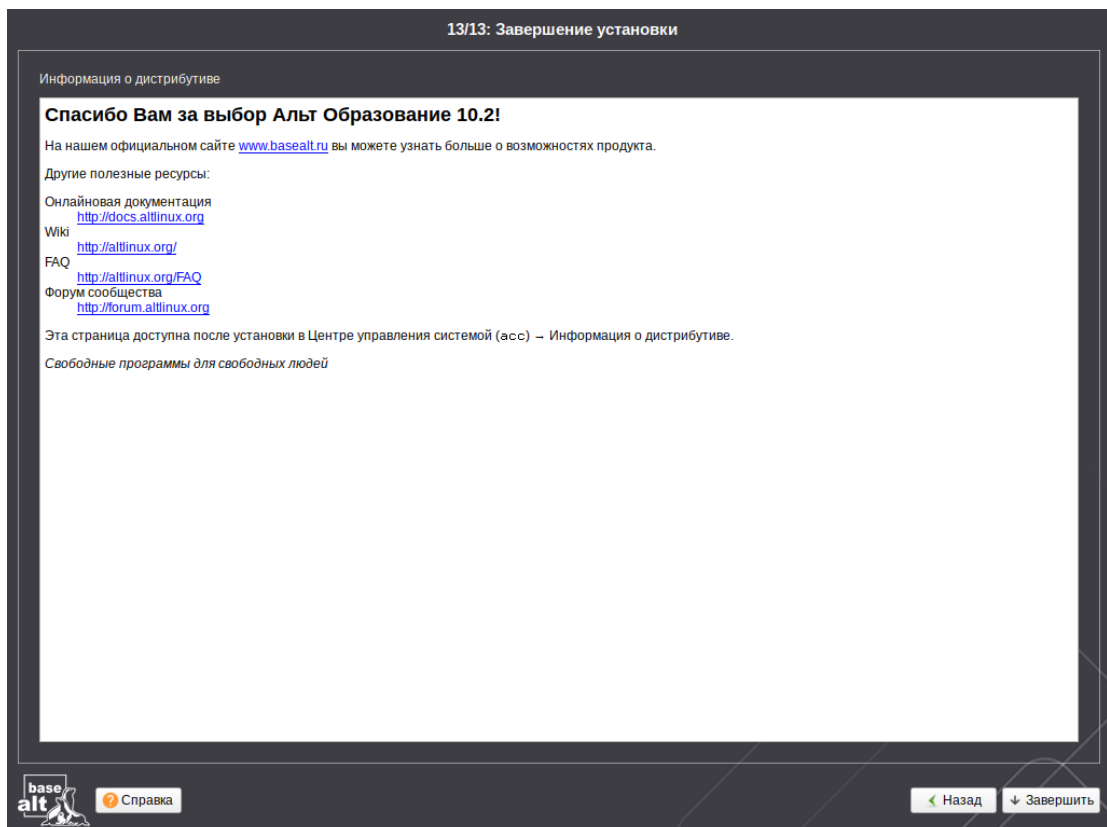 13/13: Завершение установки
Информация о дистрибутиве
Спасибо Вам за выбор Альт Образование 10.2!
На нашем официальном сайте www.basealt.ru вы можете узнать больше о возможностях продукта.
Другие полезные ресурсы:
Онлайновая документация
http://docs.altlinux.org
Wiki
http://altlinux.org/
FAQ
http://altlinux.org/FAQ
Форум сообщества
http://forum.altlinux.org
Эта страница доступна после установки в Центре управления системой (acc) → Информация о дистрибутиве.
Свободные программы для свободных людей
base
alt
Справка
Назад
Завершить